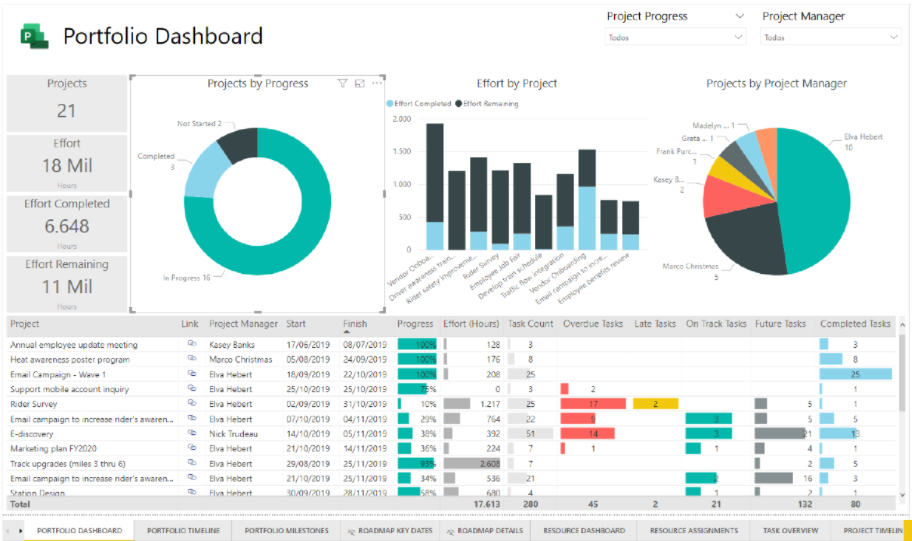 Portfolio Dashboard
Project Progress
Todos
Project Manager
Todos
Projects
21
Effort
18 Mil
Hours
Effort Completed
6.648
Hours
Effort Remaining
11 Mil
Hours
Projects by Progress
Not Started 2
Completed
3
In Progress 16
Effort by Project
Effort Completed Effort Remaining
2.000
1.500
1.000
500
0
Vendor Onboa...
Driver awareness train...
Rider safety improveme...
Rider Survey
Employee Job Fair
Develop train schedule
Traffic flow integration
Vendor Onboarding
Email campaign to incre...
Employee benefits review
Projects by Project Manager
Madelyn ... 1
Grata ... 1
Frank Purc...
1
Kasey B...
2
Marco Christmas
5
Elva Hebert
10
Project Link Project Manager Start Finish Progress Effort (Hours) Task Count Overdue Tasks Late Tasks On Track Tasks Future Tasks Completed Tasks
Annual employee update meeting Kasey Banks 17/06/2019 08/07/2019 100% 128 3 3
Heat awareness poster program Marco Christmas 05/08/2019 24/09/2019 100% 176 8 8
Email Campaign - Wave 1 Elva Hebert 18/09/2019 22/10/2019 100% 208 25 25
Support mobile account inquiry Elva Hebert 25/10/2019 25/10/2019 75% 0 3 2 1
Rider Survey Elva Hebert 02/09/2019 31/10/2019 10% 1.217 25 17 2 5 1
Email campaign to increase rider's awaren... Elva Hebert 07/10/2019 04/11/2019 29% 764 22 9 3 5 5
E-discovery Nick Trudeau 14/10/2019 05/11/2019 38% 392 51 14 3 21 13
Marketing plan FY2020 Elva Hebert 21/10/2019 14/11/2019 36% 224 7 1 1 4 1
Track upgrades (miles 3 thru 6) Elva Hebert 29/08/2019 25/11/2019 93% 2.608 7 2 5
Email campaign to increase rider's awaren... Elva Hebert 21/10/2019 25/11/2019 34% 536 21 2 16 3
Station Design Elva Hebert 30/09/2019 28/11/2019 58% 680 4 1 2 1
Total 17.613 280 45 2 21 132 80
PORTFOLIO DASHBOARD PORTFOLIO TIMELINE PORTFOLIO MILESTONES ROADMAP KEY DATES ROADMAP DETAILS RESOURCE DASHBOARD RESOURCE ASSIGNMENTS TASK OVERVIEW PROJECT TIMELIN